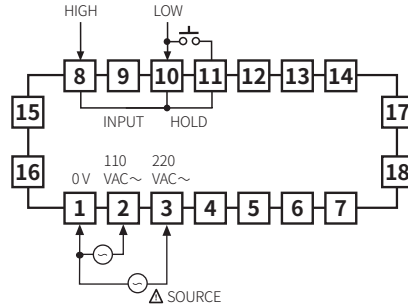 HIGH LOW
8 9 10 11 12 13 14
15 17
INPUT HOLD
16 18
0 V 110 VAC～ 220 VAC～
1 2 3 4 5 6 7
⚠ SOURCE